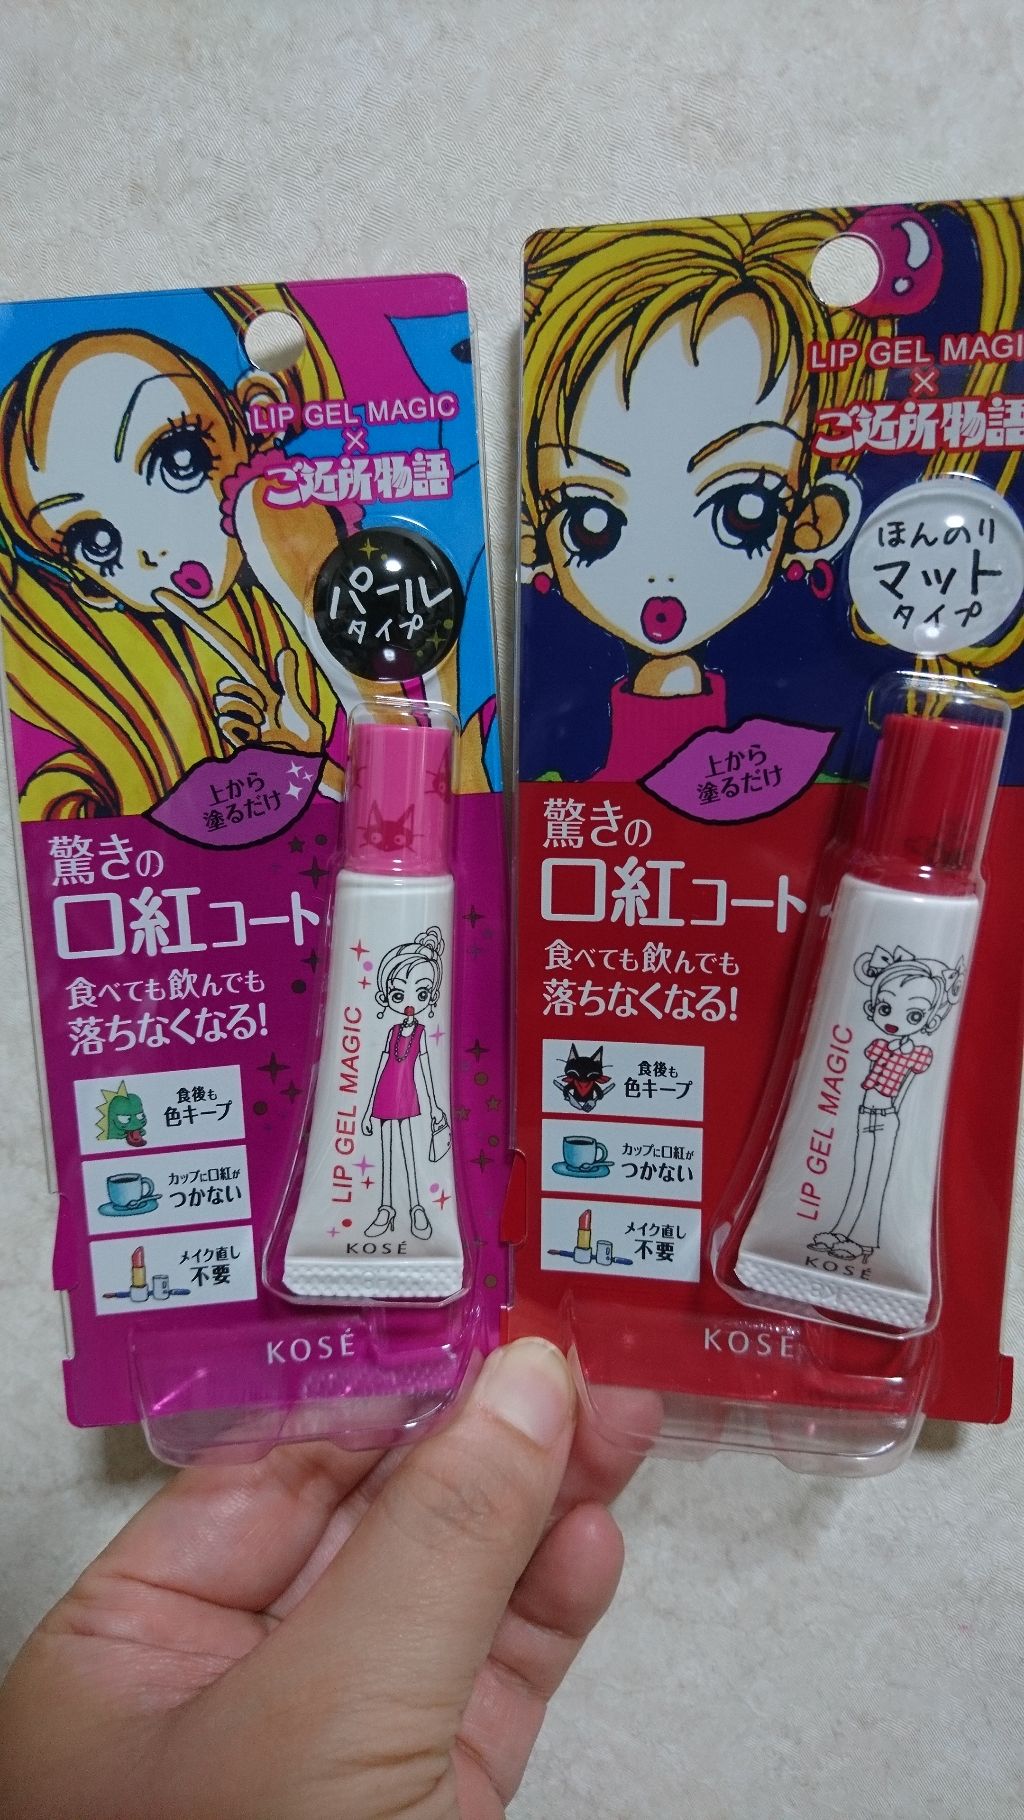 LIP GEL MAGIC
×
ご近所物語
パール
タイプ
上から
塗るだけ
驚きの
口紅コート
食べても飲んでも
落ちなくなる!
食後も
色キープ
カップに口紅が
つかない
メイク直し
不要
LIP GEL MAGIC
KOSÉ
KOSÉ
LIP GEL MAGI
×
ご近所物語
ほんのり
マット
タイプ
上から
塗るだけ
驚きの
口紅コート
食べても飲んでも
落ちなくなる!
食後も
色キープ
カップに口紅が
つかない
メイク直し
不要
LIP GEL MAGIC
KOSÉ
KOSÉ